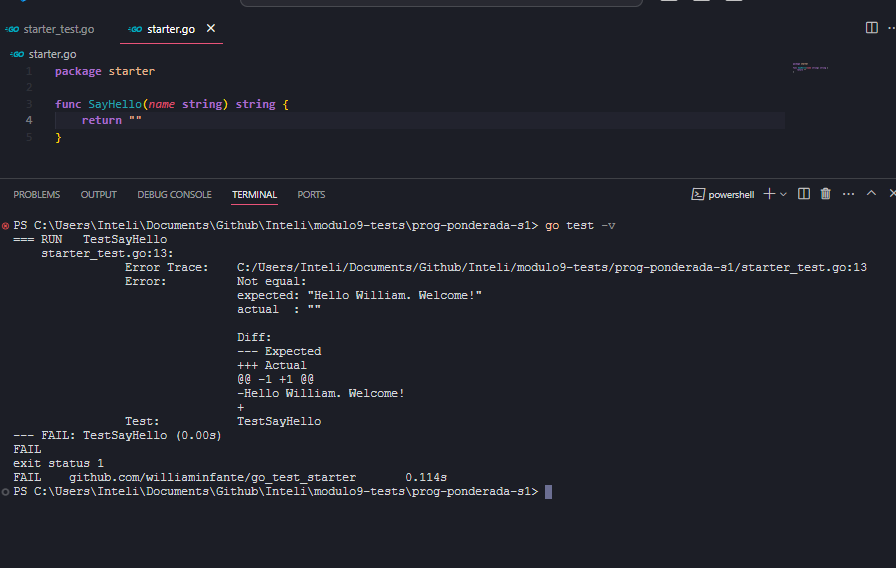 GO starter_test.go GO starter.go
GO starter.go
1 package starter
2
3 func SayHello(name string) string {
4 return ""
5 }
PROBLEMS OUTPUT DEBUG CONSOLE TERMINAL PORTS powershell
PS C:\Users\Inteli\Documents\Github\Inteli\modulo9-tests\prog-ponderada-s1> go test -v
=== RUN TestSayHello
starter_test.go:13:
Error Trace: C:/Users/Inteli/Documents/Github/Inteli/modulo9-tests/prog-ponderada-s1/starter_test.go:13
Error: Not equal:
expected: "Hello William. Welcome!"
actual : ""
Diff:
--- Expected
+++ Actual
@@ -1 +1 @@
-Hello William. Welcome!
+
Test: TestSayHello
--- FAIL: TestSayHello (0.00s)
FAIL
exit status 1
FAIL github.com/williaminfante/go_test_starter 0.114s
PS C:\Users\Inteli\Documents\Github\Inteli\modulo9-tests\prog-ponderada-s1>